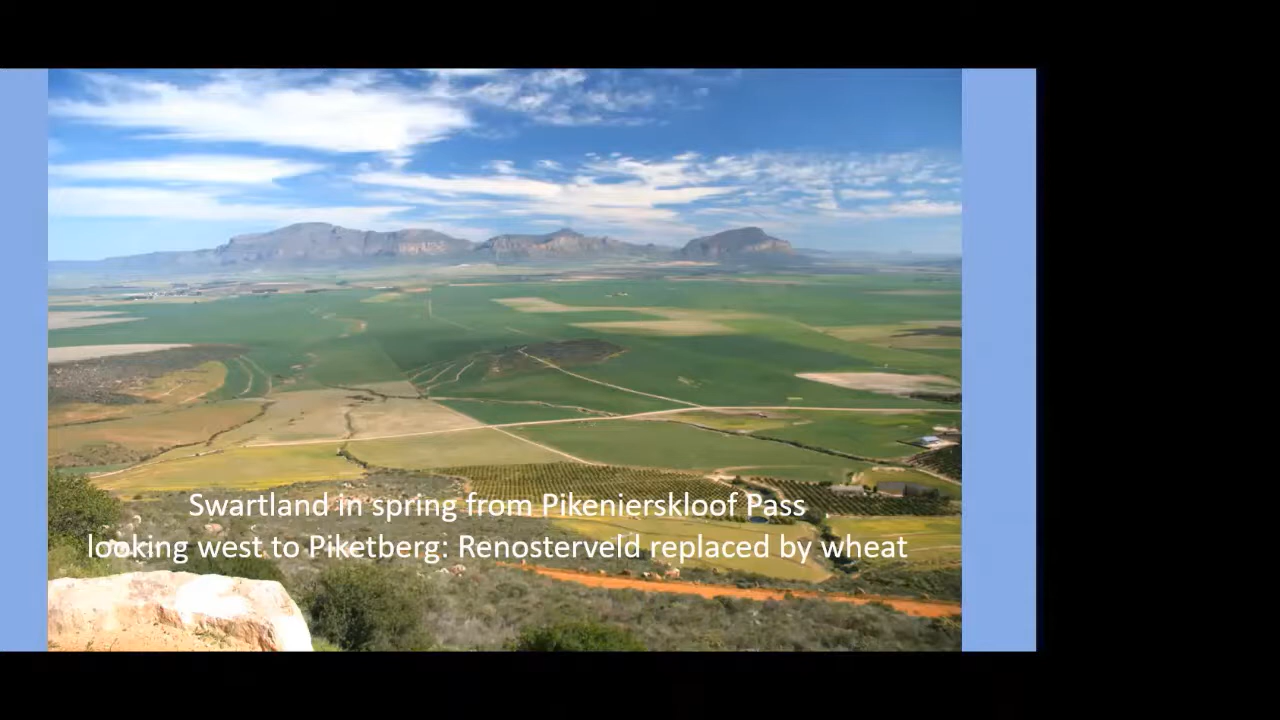 Swartland in spring from Pikenierskloof Pass
looking west to Piketberg: Renosterveld replaced by wheat